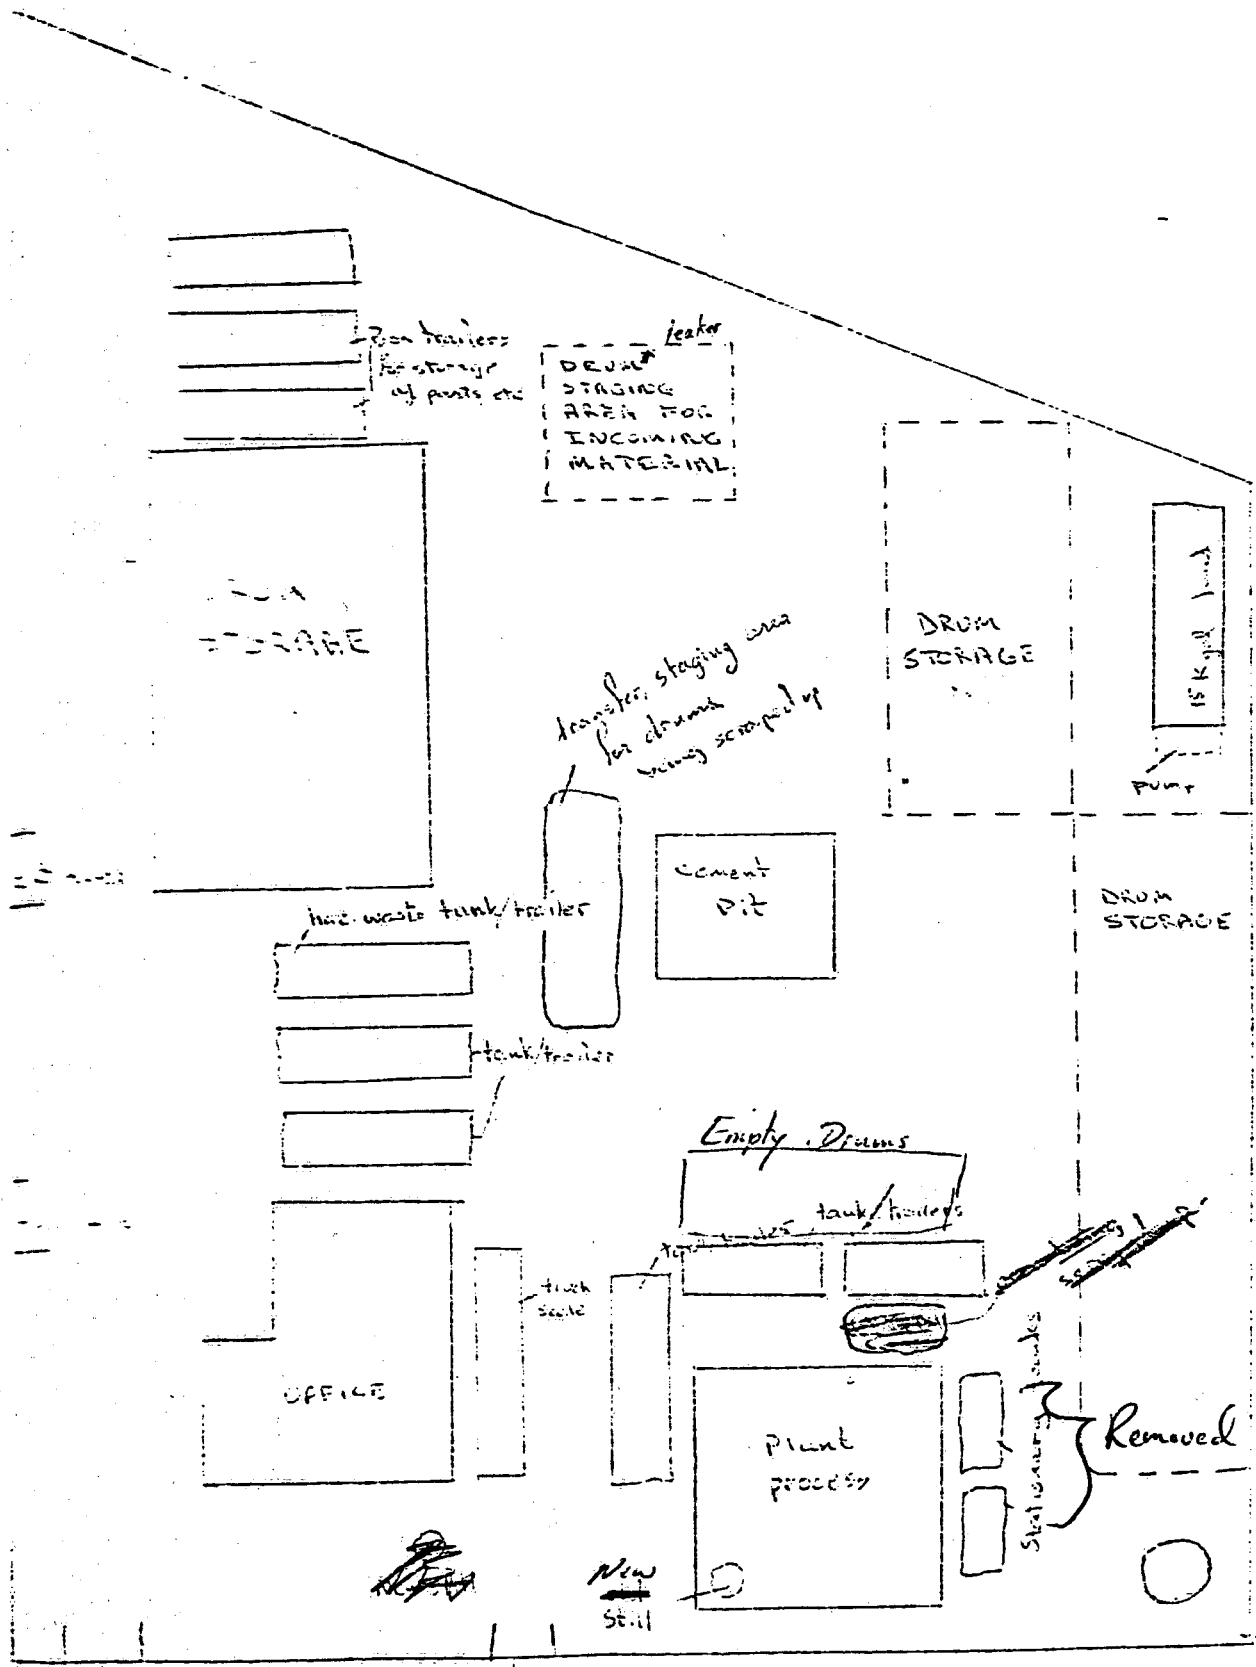 leaker
DRUM
STAGING
AREA FOR
INCOMING
MATERIAL
Box trailers
for storage
of parts etc
STORAGE
transfer, staging area
for drums
being scraped up
DRUM
STORAGE
15K gal
PUMP
Cement
Pit
DRUM
STORAGE
haz. waste tank/trailer
tank/trailer
Empty Drums
tank/trailers
truck
scale
OFFICE
Plant
process
Stationary tanks
Removed
New
Still